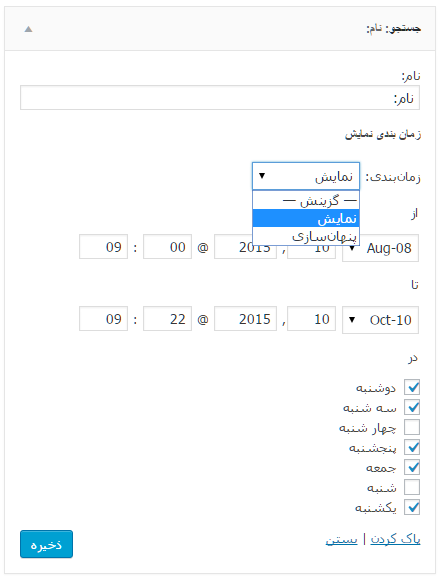 جستجو: نام:
نام:
نام:
زمان بندی نمایش
زمان‌بندی: نمایش
— گزینش —
نمایش
پنهان‌سازی
از
Aug-08 10, 2015 @ 00 : 09
تا
Oct-10 10, 2015 @ 22 : 09
در
دوشنبه
سه شنبه
چهار شنبه
پنجشنبه
جمعه
شنبه
یکشنبه
پاک کردن | بستن
ذخیره